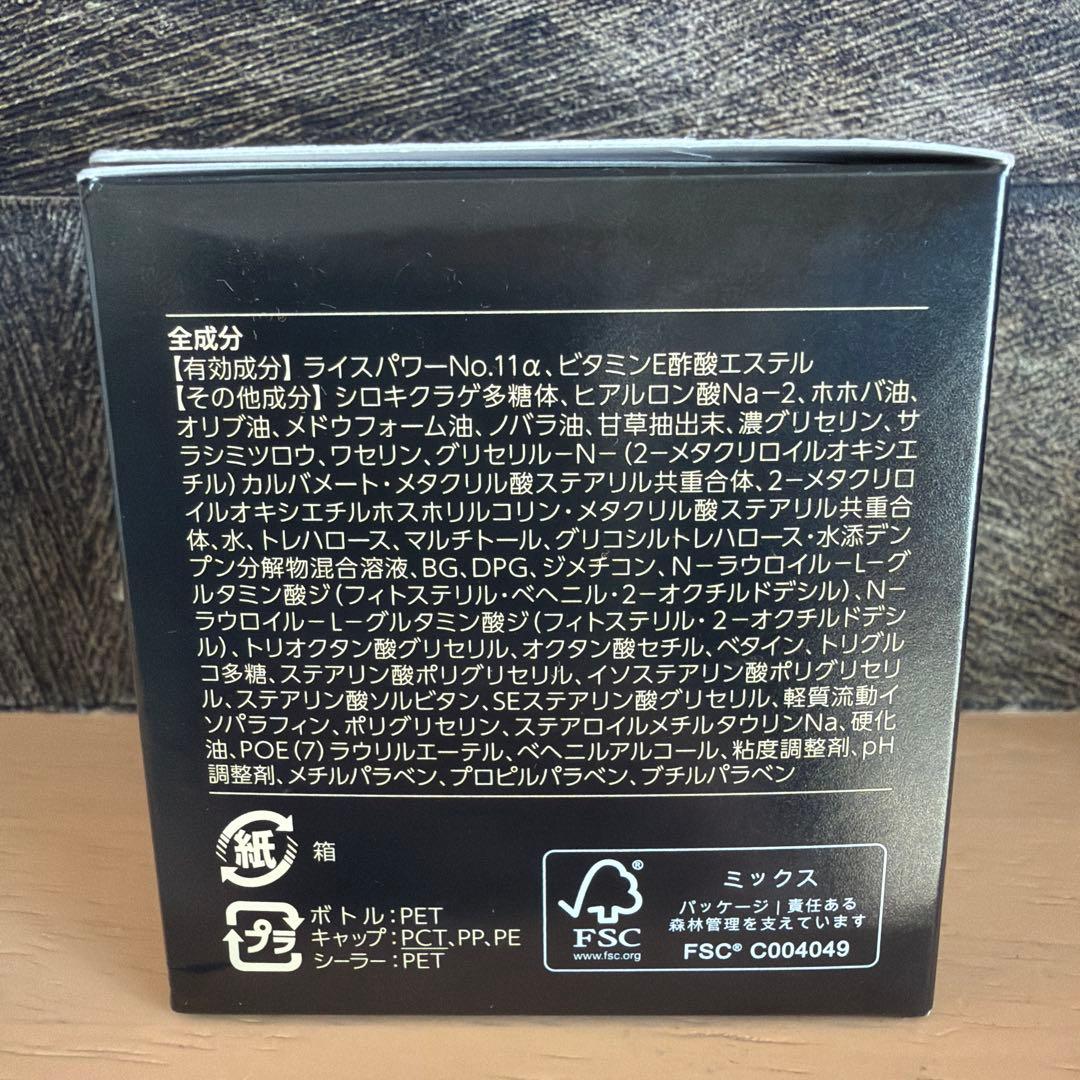 全成分
【有効成分】ライスパワーNo.11α、ビタミンE酢酸エステル
【その他成分】シロキクラゲ多糖体、ヒアルロン酸Na－2、ホホバ油、
オリブ油、メドウフォーム油、ノバラ油、甘草抽出末、濃グリセリン、サ
ラシミツロウ、ワセリン、グリセリル－N－(2－メタクリロイルオキシエ
チル)カルバメート・メタクリル酸ステアリル共重合体、2－メタクリロ
イルオキシエチルホスホリルコリン・メタクリル酸ステアリル共重合
体、水、トレハロース、マルチトール、グリコシルトレハロース・水添デン
プン分解物混合溶液、BG、DPG、ジメチコン、N－ラウロイル－L－グ
ルタミン酸ジ(フィトステリル・ベヘニル・2－オクチルドデシル)、N－
ラウロイル－L－グルタミン酸ジ(フィトステリル・2－オクチルドデシ
ル)、トリオクタン酸グリセリル、オクタン酸セチル、ベタイン、トリグル
コ多糖、ステアリン酸ポリグリセリル、イソステアリン酸ポリグリセリ
ル、ステアリン酸ソルビタン、SEステアリン酸グリセリル、軽質流動イ
ソパラフィン、ポリグリセリン、ステアロイルメチルタウリンNa、硬化
油、POE(7)ラウリルエーテル、ベヘニルアルコール、粘度調整剤、pH
調整剤、メチルパラベン、プロピルパラベン、ブチルパラベン
紙 箱
プラ
ボトル：PET
キャップ：PCT、PP、PE
シーラー：PET
®
FSC
www.fsc.org
ミックス
パッケージ|責任ある
森林管理を支えています
FSC® C004049